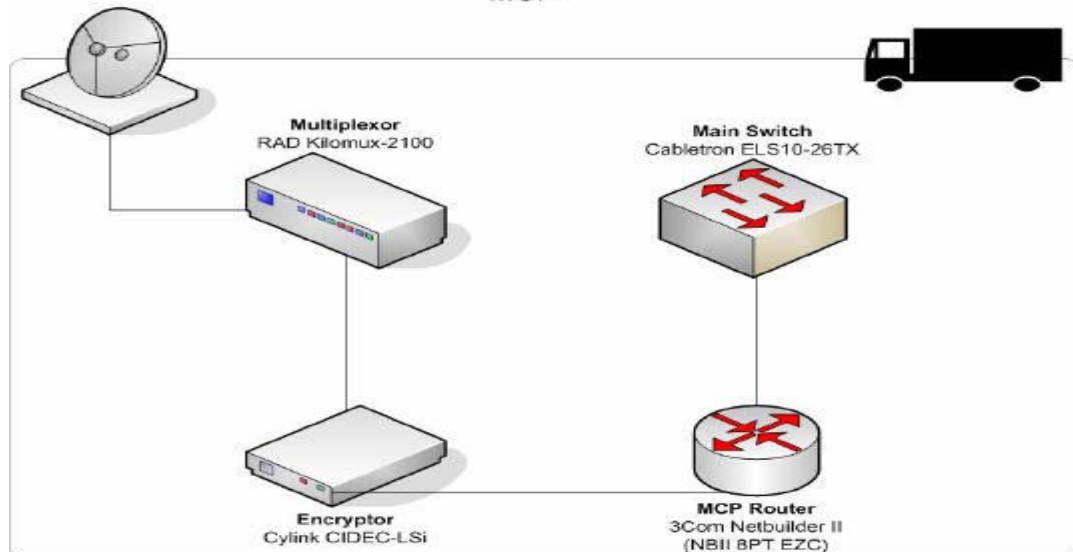 Multiplexor
RAD Kilomux-2100
Main Switch
Cabletron ELS10-26TX
Encryptor
Cylink CIDEC-LSi
MCP Router
3Com Netbuilder II
(NBII 8PT EZC)